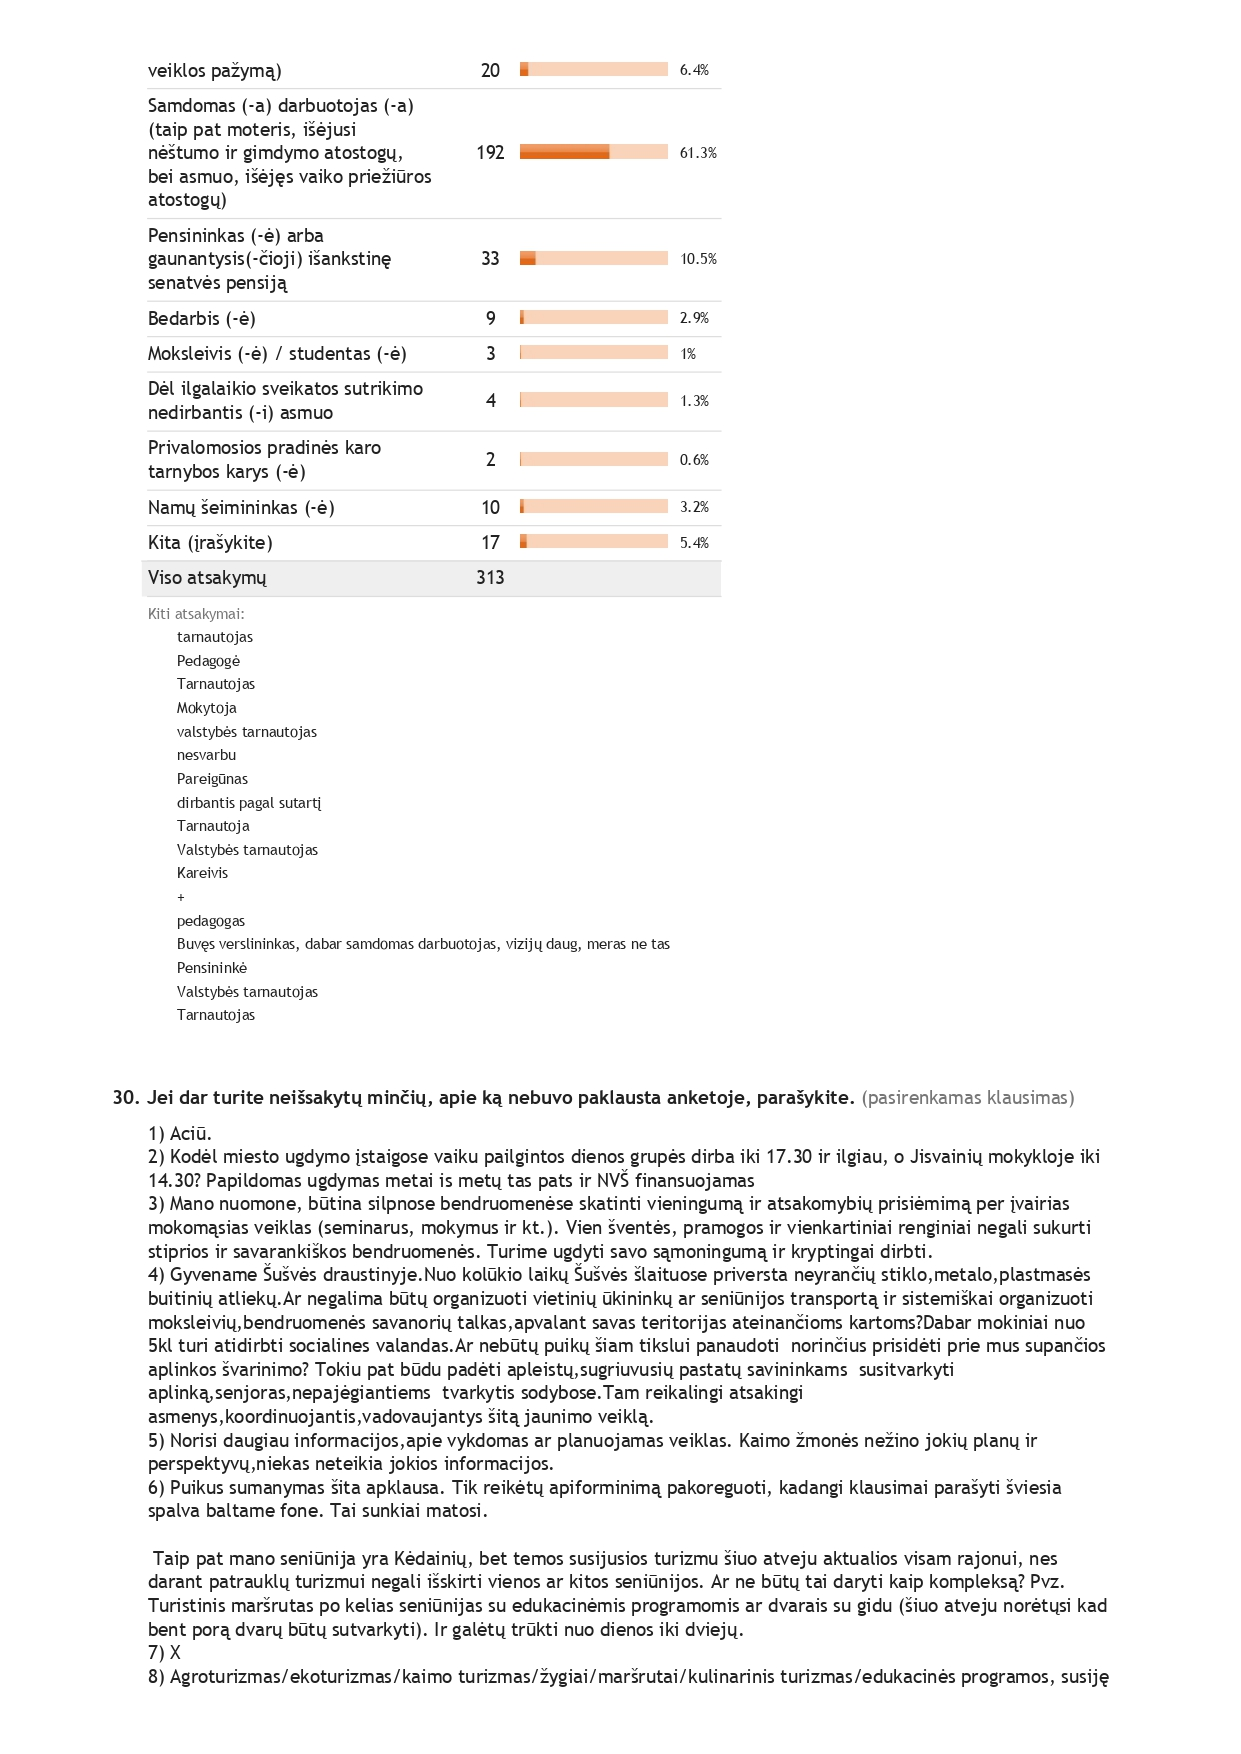 veiklos pažymą) 20 6.4%
Samdomas (-a) darbuotojas (-a)
(taip pat moteris, išėjusi
nėštumo ir gimdymo atostogų, 192 61.3%
bei asmuo, išėjęs vaiko priežiūros
atostogų)
Pensininkas (-ė) arba
gaunantysis(-čioji) išankstinę 33 10.5%
senatvės pensiją
Bedarbis (-ė) 9 2.9%
Moksleivis (-ė) / studentas (-ė) 3 1%
Dėl ilgalaikio sveikatos sutrikimo
nedirbantis (-i) asmuo 4 1.3%
Privalomosios pradinės karo
tarnybos karys (-ė) 2 0.6%
Namų šeimininkas (-ė) 10 3.2%
Kita (įrašykite) 17 5.4%
Viso atsakymų 313
Kiti atsakymai:
tarnautojas
Pedagogė
Tarnautojas
Mokytoja
valstybės tarnautojas
nesvarbu
Pareigūnas
dirbantis pagal sutartį
Tarnautoja
Valstybės tarnautojas
Kareivis
+
pedagogas
Buvęs verslininkas, dabar samdomas darbuotojas, vizijų daug, meras ne tas
Pensininkė
Valstybės tarnautojas
Tarnautojas
30. Jei dar turite neišsakytų minčių, apie ką nebuvo paklausta anketoje, parašykite. (pasirenkamas klausimas)
1) Aciū.
2) Kodėl miesto ugdymo įstaigose vaiku pailgintos dienos grupės dirba iki 17.30 ir ilgiau, o Jisvainių mokykloje iki
14.30? Papildomas ugdymas metai is metų tas pats ir NVŠ finansuojamas
3) Mano nuomone, būtina silpnose bendruomenėse skatinti vieningumą ir atsakomybių prisiėmimą per įvairias
mokomąsias veiklas (seminarus, mokymus ir kt.). Vien šventės, pramogos ir vienkartiniai renginiai negali sukurti
stiprios ir savarankiškos bendruomenės. Turime ugdyti savo sąmoningumą ir kryptingai dirbti.
4) Gyvename Šušvės draustinyje.Nuo kolūkio laikų Šušvės šlaituose priversta neyrančių stiklo,metalo,plastmasės
buitinių atliekų.Ar negalima būtų organizuoti vietinių ūkininkų ar seniūnijos transportą ir sistemiškai organizuoti
moksleivių,bendruomenės savanorių talkas,apvalant savas teritorijas ateinančioms kartoms?Dabar mokiniai nuo
5kl turi atidirbti socialines valandas.Ar nebūtų puikų šiam tikslui panaudoti  norinčius prisidėti prie mus supančios
aplinkos švarinimo? Tokiu pat būdu padėti apleistų,sugriuvusių pastatų savininkams  susitvarkyti
aplinką,senjoras,nepajėgiantiems  tvarkytis sodybose.Tam reikalingi atsakingi
asmenys,koordinuojantis,vadovaujantys šitą jaunimo veiklą.
5) Norisi daugiau informacijos,apie vykdomas ar planuojamas veiklas. Kaimo žmonės nežino jokių planų ir
perspektyvų,niekas neteikia jokios informacijos.
6) Puikus sumanymas šita apklausa. Tik reikėtų apiforminimą pakoreguoti, kadangi klausimai parašyti šviesia
spalva baltame fone. Tai sunkiai matosi.
Taip pat mano seniūnija yra Kėdainių, bet temos susijusios turizmu šiuo atveju aktualios visam rajonui, nes
darant patrauklų turizmui negali išskirti vienos ar kitos seniūnijos. Ar ne būtų tai daryti kaip kompleksą? Pvz.
Turistinis maršrutas po kelias seniūnijas su edukacinėmis programomis ar dvarais su gidu (šiuo atveju norėtųsi kad
bent porą dvarų būtų sutvarkyti). Ir galėtų trūkti nuo dienos iki dviejų.
7) X
8) Agroturizmas/ekoturizmas/kaimo turizmas/žygiai/maršrutai/kulinarinis turizmas/edukacinės programos, susiję